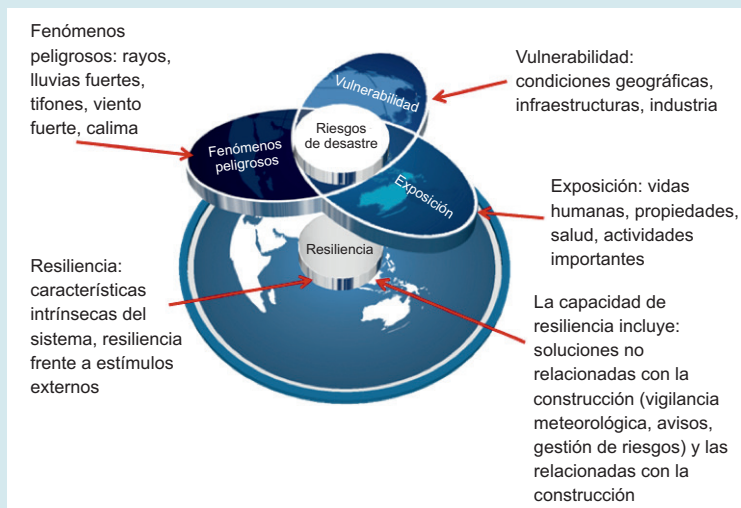 Fenómenos
peligrosos: rayos,
lluvias fuertes,
tifones, viento
fuerte, calima
Vulnerabilidad:
condiciones geográficas,
infraestructuras, industria
Vulnerabilidad
Riesgos
de desastre
Fenómenos
peligrosos
Exposición
Exposición: vidas
humanas, propiedades,
salud, actividades
importantes
Resiliencia
Resiliencia:
características
intrínsecas del
sistema, resiliencia
frente a estímulos
externos
La capacidad de
resiliencia incluye:
soluciones no
relacionadas con la
construcción (vigilancia
meteorológica, avisos,
gestión de riesgos) y las
relacionadas con la
construcción